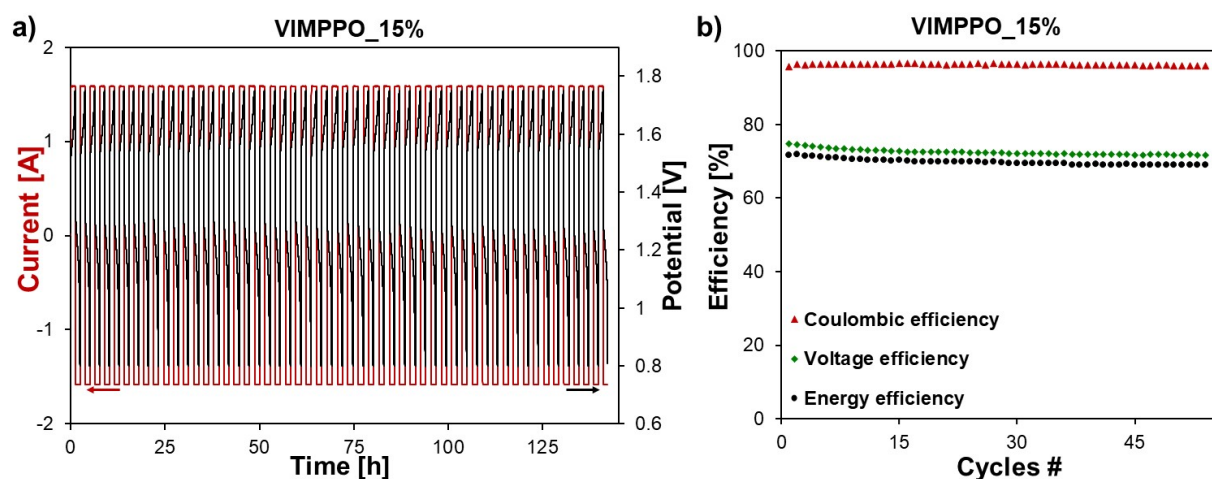 a)
VIMPPO_15%
Current [A]
2
1
0
-1
-2
Potential [V]
1.8
1.6
1.4
1.2
1
0.8
0.6
0
25
50
75
100
125
Time [h]
b)
VIMPPO_15%
Efficiency [%]
100
80
60
40
20
0
Coulombic efficiency
Voltage efficiency
Energy efficiency
0
15
30
45
Cycles #